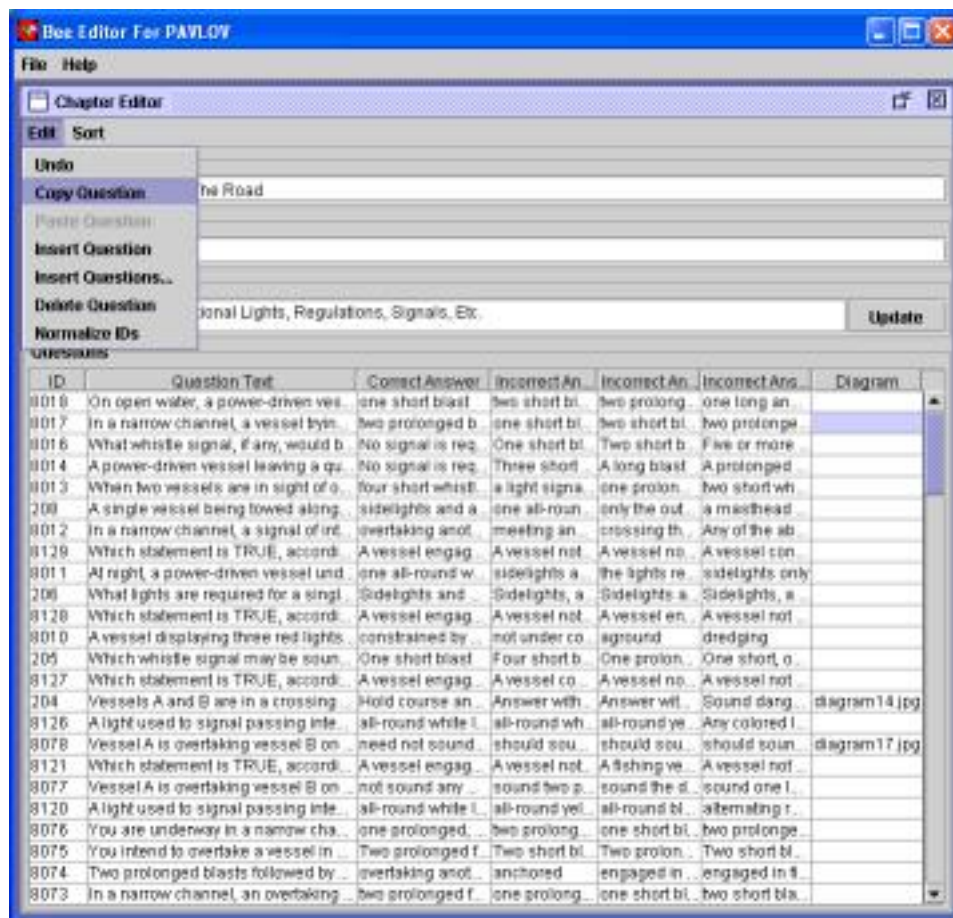 Bee Editor For PAVLOV
File Help
Chapter Editor
Edit Sort
Undo
Copy Question he Road
Paste Question
Insert Question
Insert Questions...
Delete Question ional Lights, Regulations, Signals, Etc. Update
Normalize IDs
Questions
ID Question Text Correct Answer Incorrect An... Incorrect An... Incorrect Ans... Diagram
8018 On open water, a power-driven ves... one short blast two short bl... two prolong... one long an...
8017 In a narrow channel, a vessel tryin... two prolonged b... one short bl... two short bl... two prolonge...
8016 What whistle signal, if any, would b... No signal is req... One short bl... Two short b... Five or more...
8014 A power-driven vessel leaving a qu... No signal is req... Three short... A long blast A prolonged...
8013 When two vessels are in sight of o... four short whistl... a light signa... one prolon... two short wh...
208 A single vessel being towed along... sidelights and a... one all-roun... only the out... a masthead...
8012 In a narrow channel, a signal of int... overtaking anot... meeting an... crossing th... Any of the ab...
8129 Which statement is TRUE, accordi... A vessel engag... A vessel not... A vessel no... A vessel con...
8011 At night, a power-driven vessel und... one all-round w... sidelights a... the lights re... sidelights only
206 What lights are required for a singl... Sidelights and... Sidelights, a... Sidelights a... Sidelights, a...
8128 Which statement is TRUE, accordi... A vessel engag... A vessel not... A vessel en... A vessel not...
8010 A vessel displaying three red lights... constrained by... not under co... aground dredging
205 Which whistle signal may be soun... One short blast Four short b... One prolon... One short, o...
8127 Which statement is TRUE, accordi... A vessel engag... A vessel co... A vessel no... A vessel not...
204 Vessels A and B are in a crossing... Hold course an... Answer with... Answer wit... Sound dang... diagram14.jpg
8126 A light used to signal passing inte... all-round white l... all-round wh... all-round ye... Any colored l...
8078 Vessel A is overtaking vessel B on... need not sound... should sou... should sou... should soun... diagram17.jpg
8121 Which statement is TRUE, accordi... A vessel engag... A vessel not... A fishing ve... A vessel not...
8077 Vessel A is overtaking vessel B on... not sound any... sound two p... sound the d... sound one l...
8120 A light used to signal passing inte... all-round white l... all-round yel... all-round bl... alternating r...
8076 You are underway in a narrow cha... one prolonged,... two prolong... one short bl... two prolonge...
8075 You intend to overtake a vessel in... Two prolonged f... Two short bl... Two prolon... Two short bl...
8074 Two prolonged blasts followed by... overtaking anot... anchored engaged in... engaged in fi...
8073 In a narrow channel, an overtaking... two prolonged f... one prolong... one short bl... two short bla...